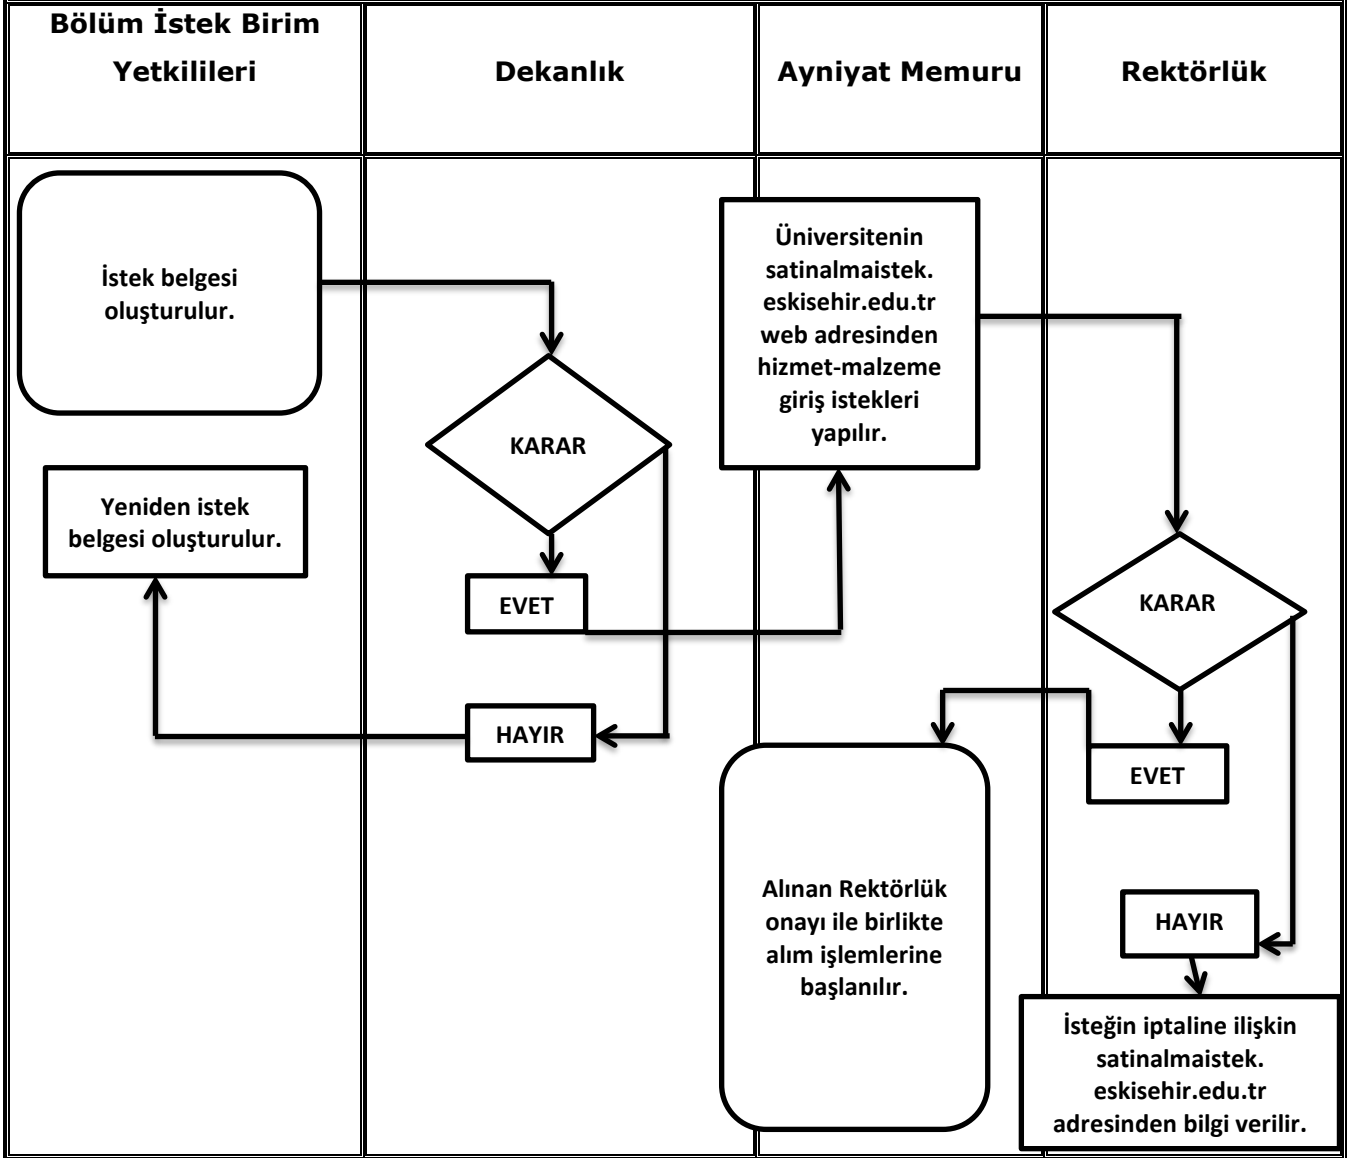 Bölüm İstek Birim
Yetkilileri
Dekanlık
Ayniyat Memuru
Rektörlük
İstek belgesi
oluşturulur.
Yeniden istek
belgesi oluşturulur.
KARAR
EVET
HAYIR
Üniversitenin
satinalmaistek.
eskisehir.edu.tr
web adresinden
hizmet-malzeme
giriş istekleri
yapılır.
Alınan Rektörlük
onayı ile birlikte
alım işlemlerine
başlanılır.
KARAR
EVET
HAYIR
İsteğin iptaline ilişkin
satinalmaistek.
eskisehir.edu.tr
adresinden bilgi verilir.